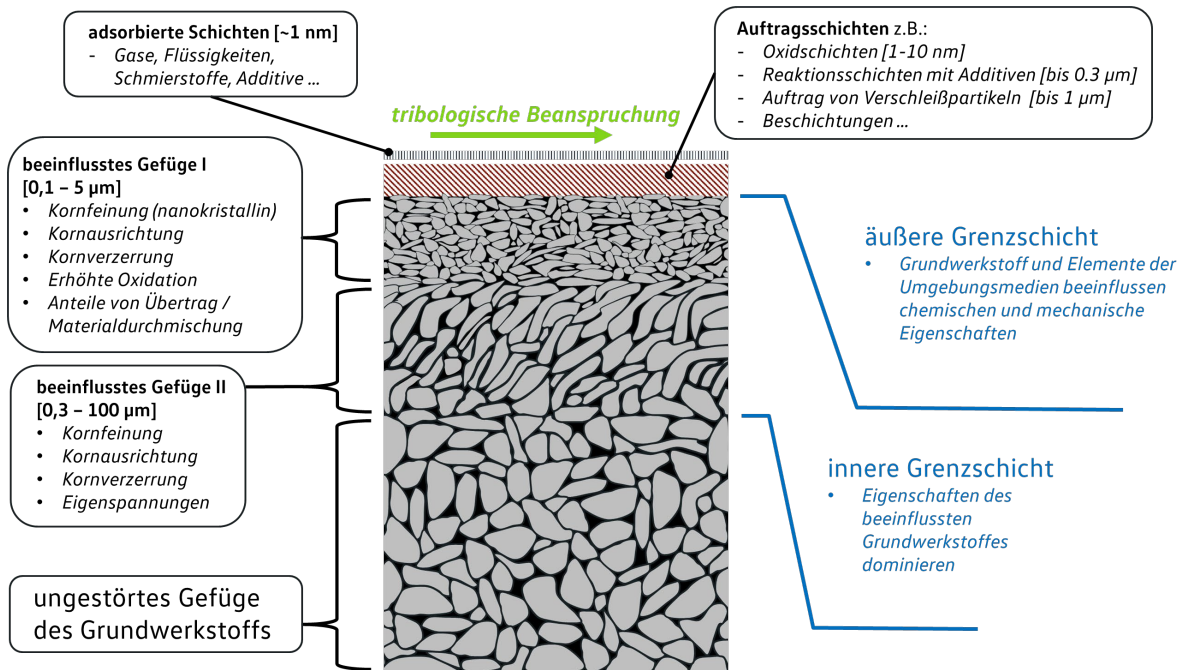 adsorbierte Schichten [~1 nm]
- Gase, Flüssigkeiten,
Schmierstoffe, Additive ...
Auftragsschichten z.B.:
- Oxidschichten [1-10 nm]
- Reaktionsschichten mit Additiven [bis 0.3 µm]
- Auftrag von Verschleißpartikeln [bis 1 µm]
- Beschichtungen ...
tribologische Beanspruchung
beeinflusstes Gefüge I
[0,1 – 5 µm]
• Kornfeinung (nanokristallin)
• Kornausrichtung
• Kornverzerrung
• Erhöhte Oxidation
• Anteile von Übertrag /
Materialdurchmischung
beeinflusstes Gefüge II
[0,3 – 100 µm]
• Kornfeinung
• Kornausrichtung
• Kornverzerrung
• Eigenspannungen
ungestörtes Gefüge
des Grundwerkstoffs
äußere Grenzschicht
• Grundwerkstoff und Elemente der
Umgebungsmedien beeinflussen
chemischen und mechanische
Eigenschaften
innere Grenzschicht
• Eigenschaften des
beeinflussten
Grundwerkstoffes
dominieren